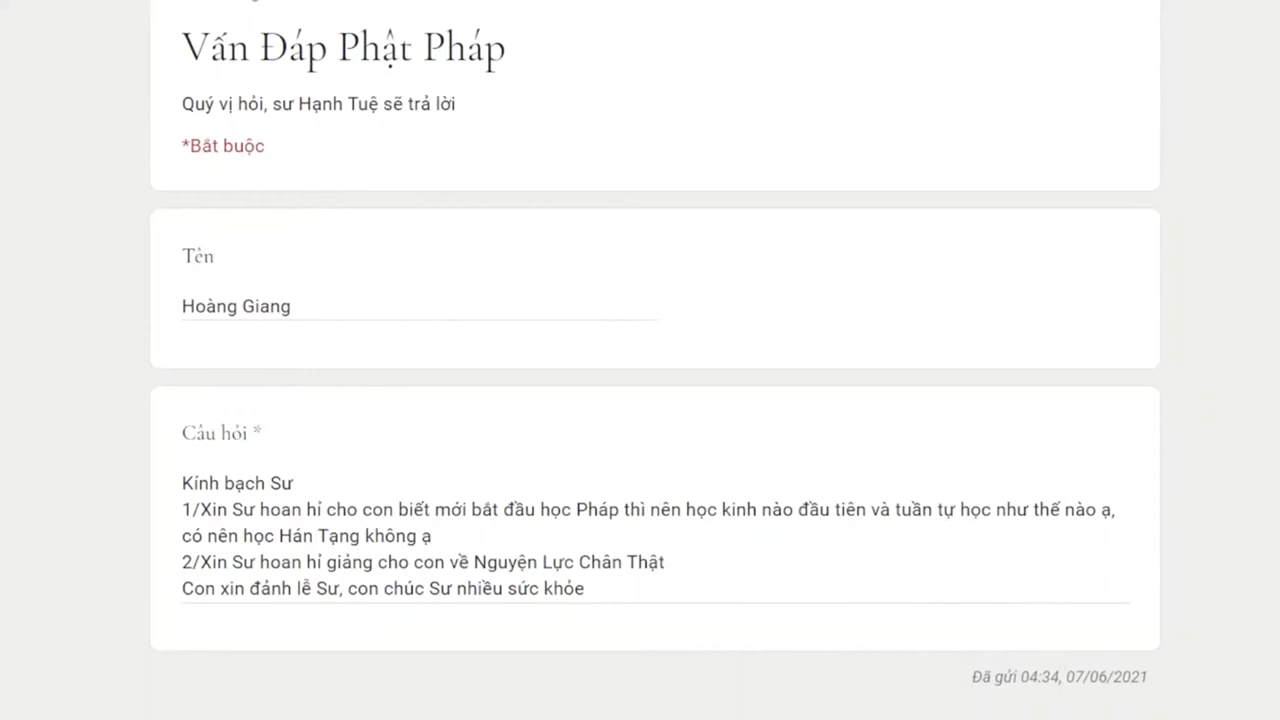 Vấn Đáp Phật Pháp
Quý vị hỏi, sư Hạnh Tuệ sẽ trả lời
*Bắt buộc
Tên
Hoàng Giang
Câu hỏi *
Kính bạch Sư
1/Xin Sư hoan hỉ cho con biết mới bắt đầu học Pháp thì nên học kinh nào đầu tiên và tuần tự học như thế nào ạ,
có nên học Hán Tạng không ạ
2/Xin Sư hoan hỉ giảng cho con về Nguyện Lực Chân Thật
Con xin đảnh lễ Sư, con chúc Sư nhiều sức khỏe
Đã gửi 04:34, 07/06/2021